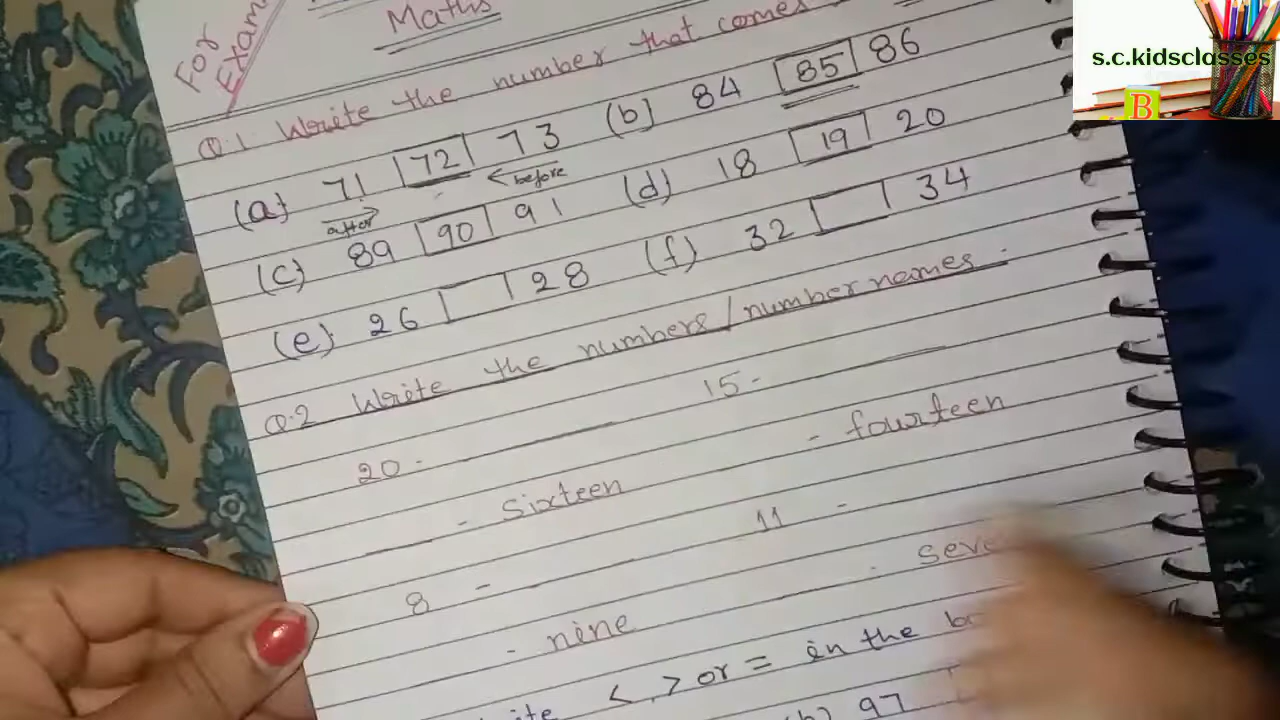 s.c.kidsclasses
B
For Exam
Maths
Q.1 Write the number that comes
(a) 71 72 73 (b) 84 85 86
after before
(c) 89 90 91 (d) 18 19 20
(e) 26 28 (f) 32 34
Q.2 Write the numbers/number names:
20 - 15 -
- sixteen - fourteen
8 - 11 -
- nine - seve
<, > or = in the
97